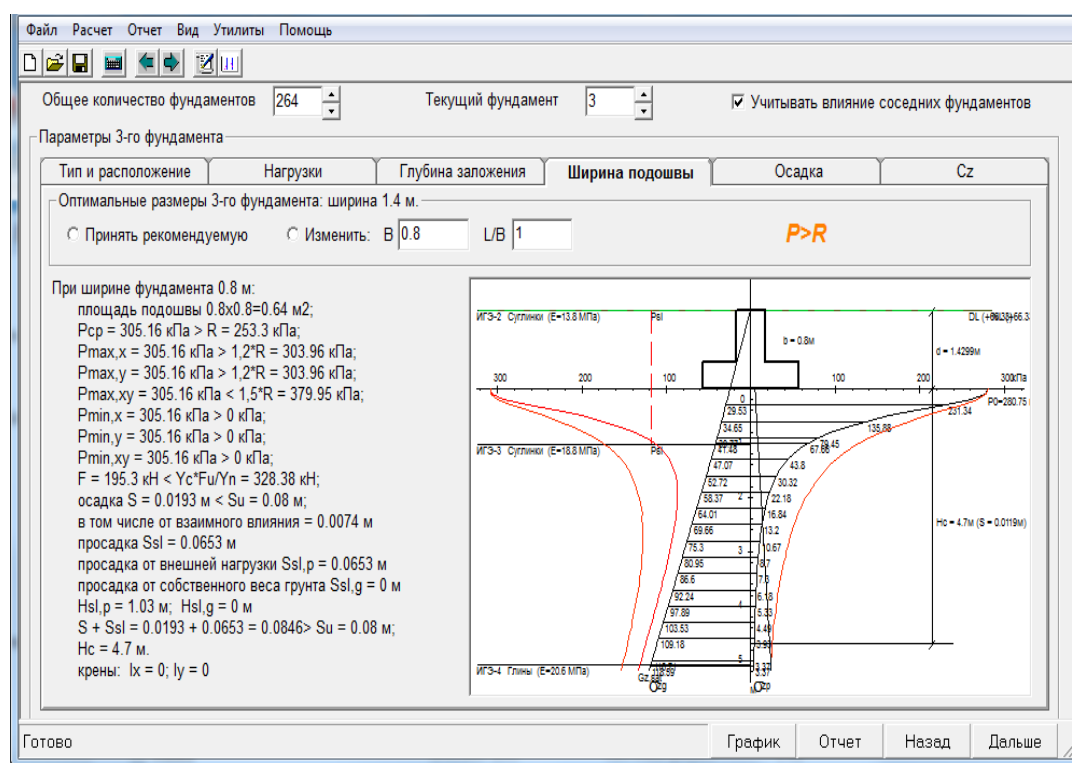 Файл Расчет Отчет Вид Утилиты Помощь
Общее количество фундаментов 264 Текущий фундамент 3 Учитывать влияние соседних фундаментов
Параметры 3-го фундамента
Тип и расположение Нагрузки Глубина заложения Ширина подошвы Осадка Cz
Оптимальные размеры 3-го фундамента: ширина 1.4 м.
Принять рекомендуемую Изменить: B 0.8 L/B 1 P>R
При ширине фундамента 0.8 м:
площадь подошвы 0.8x0.8=0.64 м2;
Pср = 305.16 кПа > R = 253.3 кПа;
Pmax,x = 305.16 кПа > 1,2*R = 303.96 кПа;
Pmax,y = 305.16 кПа > 1,2*R = 303.96 кПа;
Pmax,xy = 305.16 кПа < 1,5*R = 379.95 кПа;
Pmin,x = 305.16 кПа > 0 кПа;
Pmin,y = 305.16 кПа > 0 кПа;
Pmin,xy = 305.16 кПа > 0 кПа;
F = 195.3 кН < Yc*Fu/Yn = 328.38 кН;
осадка S = 0.0193 м < Su = 0.08 м;
в том числе от взаимного влияния = 0.0074 м
просадка Ssl = 0.0653 м
просадка от внешней нагрузки Ssl,p = 0.0653 м
просадка от собственного веса грунта Ssl,g = 0 м
Hsl,p = 1.03 м; Hsl,g = 0 м
S + Ssl = 0.0193 + 0.0653 = 0.0846> Su = 0.08 м;
Hc = 4.7 м.
крены: Ix = 0; Iy = 0
ИГЭ-2 Суглинки (E=13.8 МПа) Psl
b = 0.8м
d = 1.4299м
300 200 100 100 200 300кПа
0 P0=280.75
29.53 231.34
34.65 135.88
79.45
ИГЭ-3 Суглинки (E=18.8 МПа) Psl 41.48 67.66
47.07 43.8
52.72 30.32
58.37 2 22.18
64.01 16.84
69.66 13.2
Hc = 4.7м (S = 0.0119м)
75.3 3 10.67
80.95 8.7
86.6 7.3
92.24 4 6.18
97.89 5.33
103.53 4.49
109.18 3.93
5 3.37
ИГЭ-4 Глины (E=20.6 МПа) 3.37
Готово График Отчет Назад Дальше